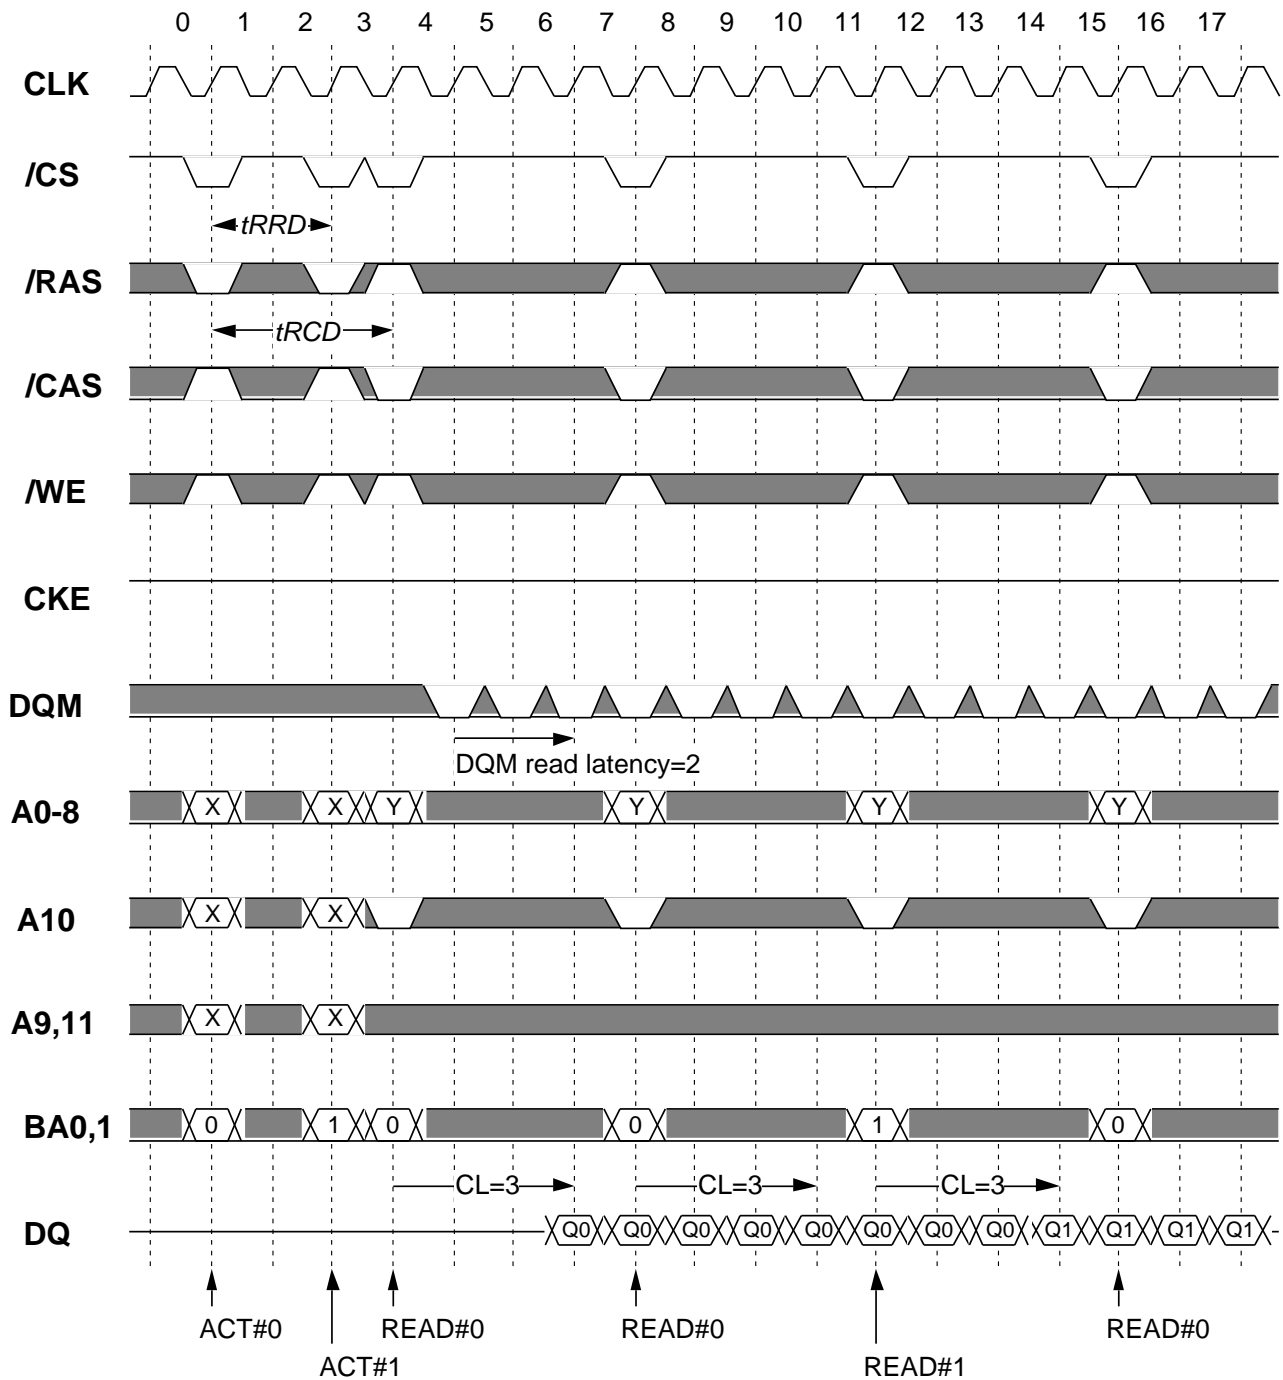 0 1 2 3 4 5 6 7 8 9 10 11 12 13 14 15 16 17
CLK
/CS
tRRD
/RAS
tRCD
/CAS
/WE
CKE
DQM
DQM read latency=2
A0-8 X X Y Y Y Y
A10 X X
A9,11 X X
BA0,1 0 1 0 0 1 0
CL=3 CL=3 CL=3
DQ Q0 Q0 Q0 Q0 Q0 Q0 Q0 Q0 Q1 Q1 Q1 Q1
ACT#0 READ#0 READ#0 READ#0
ACT#1 READ#1